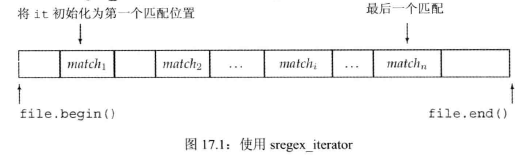 将 it 初始化为第一个匹配位置
最后一个匹配
match1 match2 ... matchi ... matchn
file.begin() file.end()
图 17.1：使用 sregex_iterator